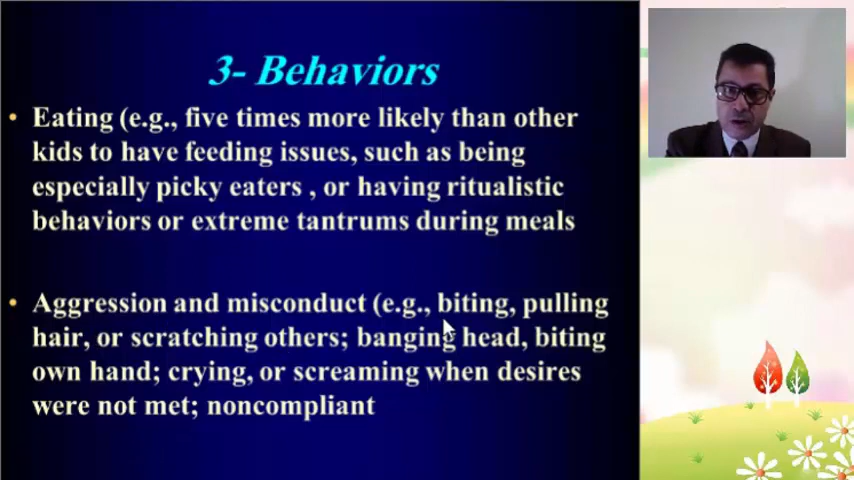 3- Behaviors
• Eating (e.g., five times more likely than other
kids to have feeding issues, such as being
especially picky eaters , or having ritualistic
behaviors or extreme tantrums during meals
• Aggression and misconduct (e.g., biting, pulling
hair, or scratching others; banging head, biting
own hand; crying, or screaming when desires
were not met; noncompliant